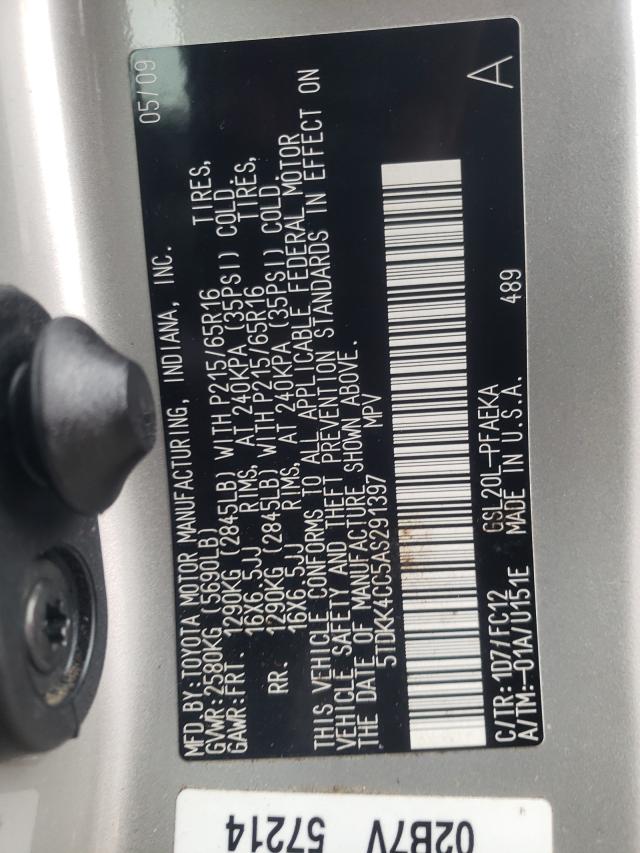 MFD.BY:TOYOTA MOTOR MANUFACTURING, INDIANA, INC. 05/09
GVWR:2580KG (5690LB)
GAWR:FRT. 1290KG (2845LB) WITH P215/65R16 TIRES,
16X6.5JJ RIMS, AT 240KPA (35PSI) COLD.
RR. 1290KG (2845LB) WITH P215/65R16 TIRES,
16X6.5JJ RIMS, AT 240KPA (35PSI) COLD.
THIS VEHICLE CONFORMS TO ALL APPLICABLE FEDERAL MOTOR
VEHICLE SAFETY AND THEFT PREVENTION STANDARDS IN EFFECT ON
THE DATE OF MANUFACTURE SHOWN ABOVE.
5TDKK4CC5AS291397 MPV
C/TR:1D7/FC12 GSL20L-PFAEKA 489 A
A/TM:-01A/U151E MADE IN U.S.A.
02B7V
57214